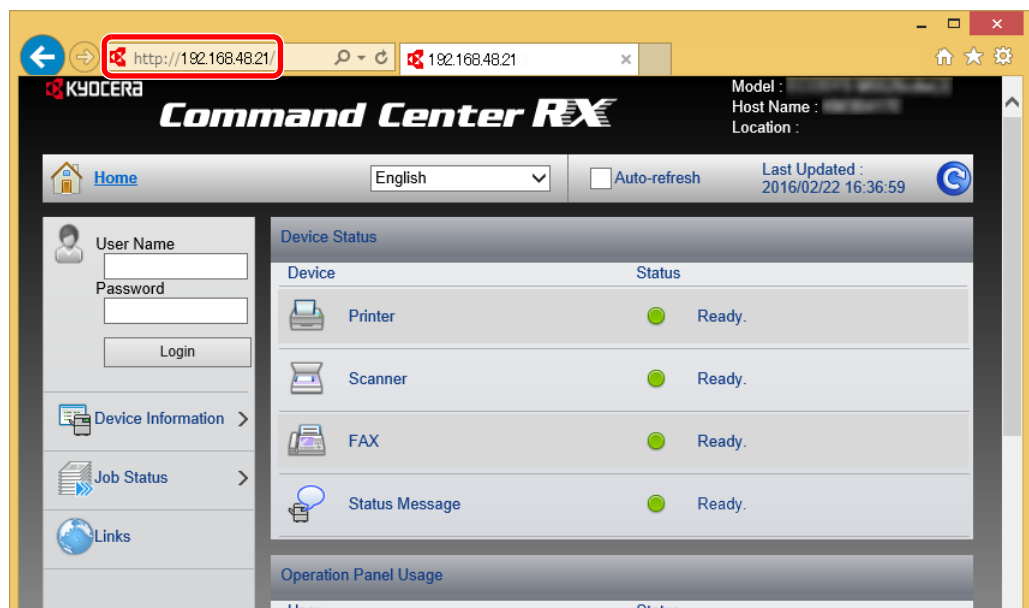 http://192.168.48.21/
192.168.48.21
KYOCERA
Command Center RX
Model :
Host Name :
Location :
Home
English
Auto-refresh
Last Updated :
2016/02/22 16:36:59
User Name
Password
Login
Device Information
Job Status
Links
Device Status
Device Status
Printer Ready.
Scanner Ready.
FAX Ready.
Status Message Ready.
Operation Panel Usage